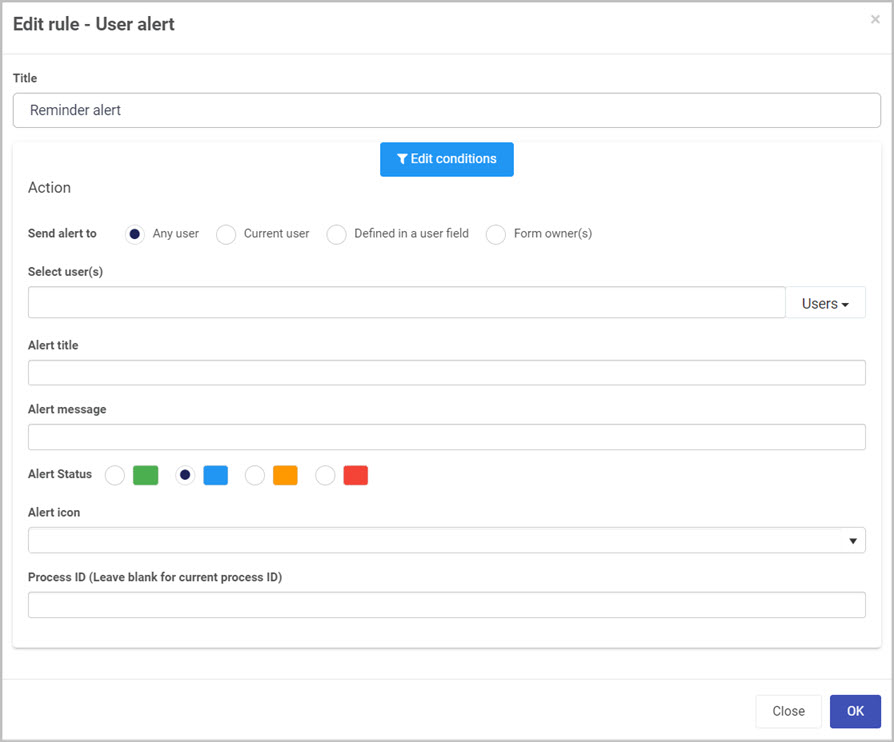 Edit rule - User alert
×
Title
Reminder alert
Edit conditions
Action
Send alert to Any user Current user Defined in a user field Form owner(s)
Select user(s)
Users
Alert title
Alert message
Alert Status
Alert icon
Process ID (Leave blank for current process ID)
Close OK